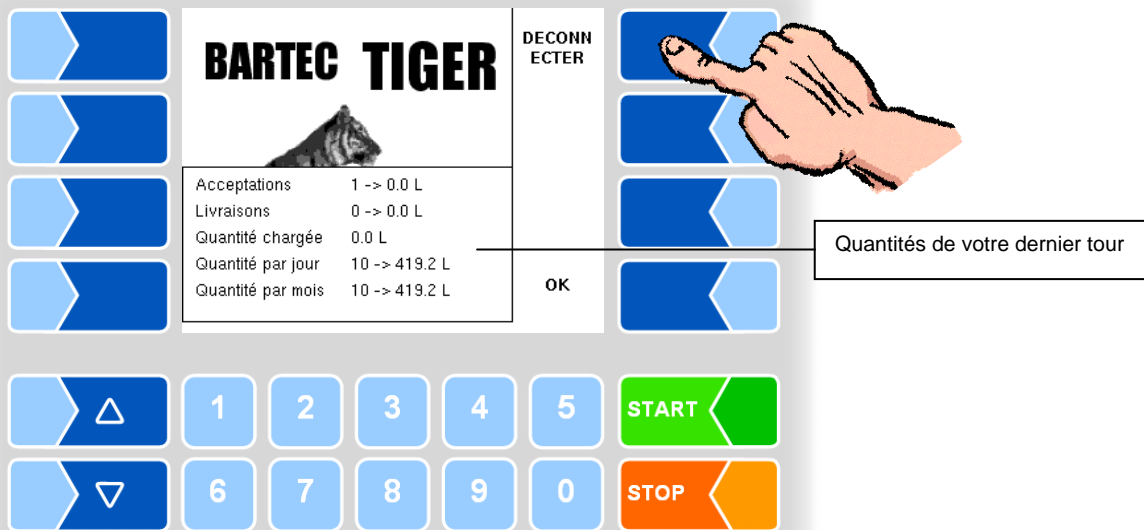 BARTEC TIGER
DECONN
ECTER
Acceptations 1 -> 0.0 L
Livraisons 0 -> 0.0 L
Quantité chargée 0.0 L
Quantité par jour 10 -> 419.2 L
Quantité par mois 10 -> 419.2 L
OK
Quantités de votre dernier tour
1 2 3 4 5 START
6 7 8 9 0 STOP